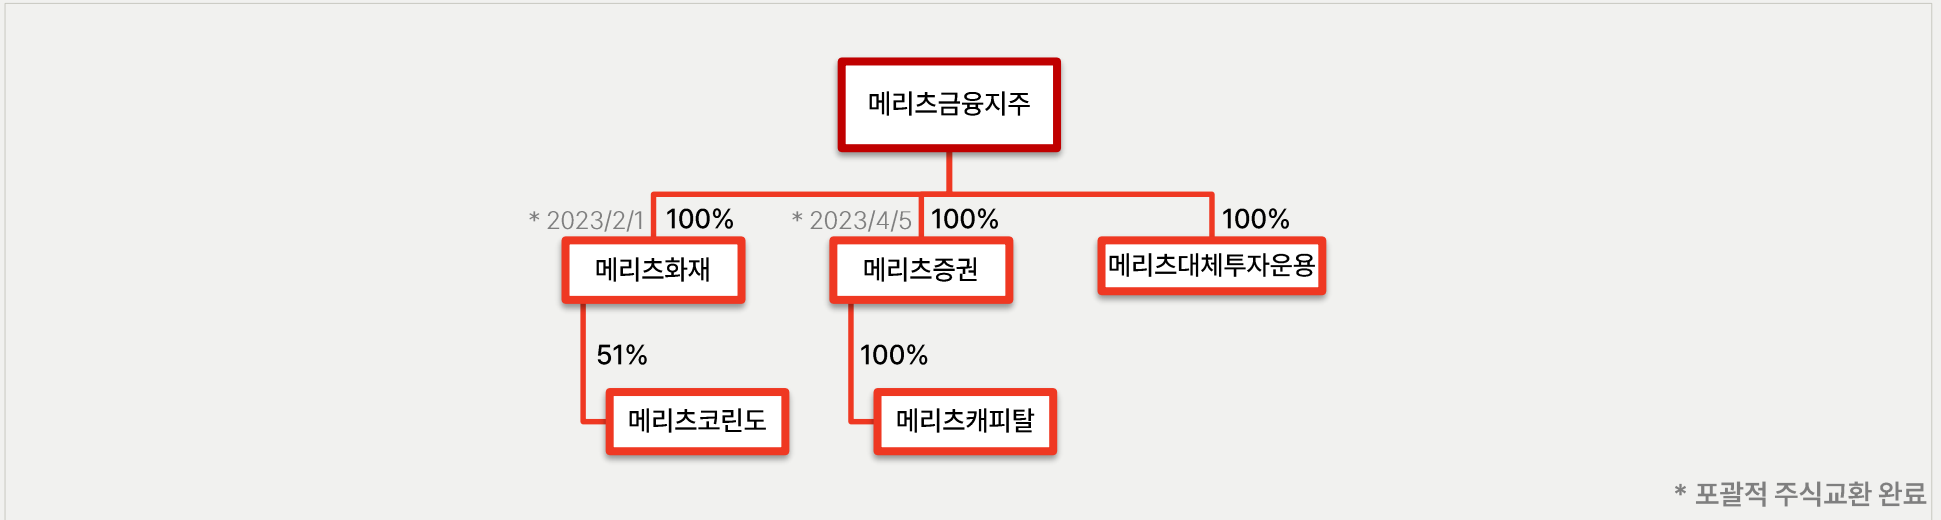 메리츠금융지주
* 2023/2/1 100%
* 2023/4/5 100%
100%
메리츠화재
메리츠증권
메리츠대체투자운용
51%
100%
메리츠코린도
메리츠캐피탈
* 포괄적 주식교환 완료